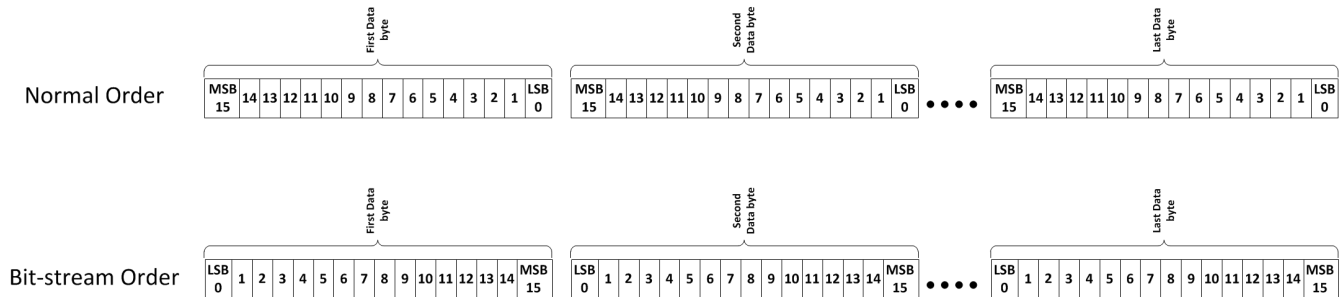 First Data
byte
Second
Data byte
Last Data
byte
Normal Order
MSB 15 14 13 12 11 10 9 8 7 6 5 4 3 2 1 LSB 0
MSB 15 14 13 12 11 10 9 8 7 6 5 4 3 2 1 LSB 0
MSB 15 14 13 12 11 10 9 8 7 6 5 4 3 2 1 LSB 0
First Data
byte
Second
Data byte
Last Data
byte
Bit-stream Order
LSB 0 1 2 3 4 5 6 7 8 9 10 11 12 13 14 MSB 15
LSB 0 1 2 3 4 5 6 7 8 9 10 11 12 13 14 MSB 15
LSB 0 1 2 3 4 5 6 7 8 9 10 11 12 13 14 MSB 15